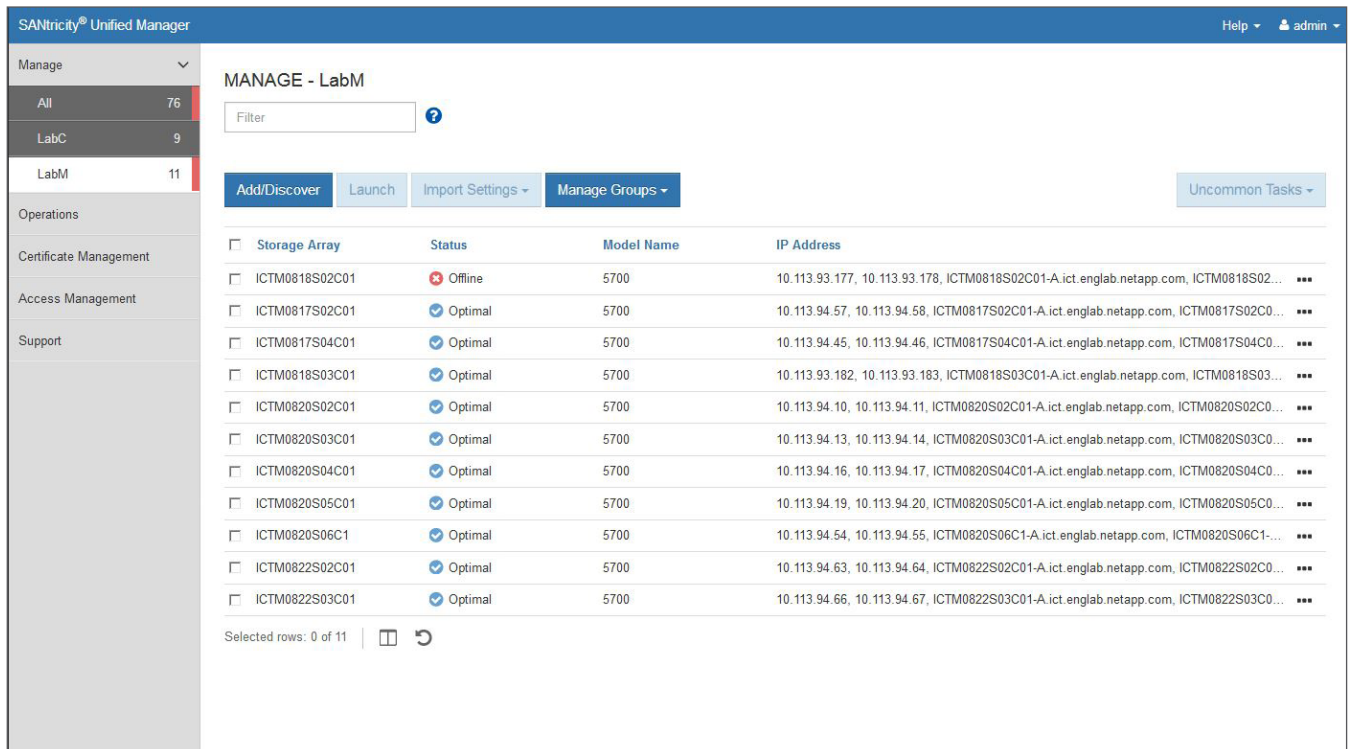 SANtricity® Unified Manager Help admin
Manage
All 76
LabC 9
LabM 11
Operations
Certificate Management
Access Management
Support
MANAGE - LabM
Filter
Add/Discover Launch Import Settings Manage Groups Uncommon Tasks
Storage Array Status Model Name IP Address
ICTM0818S02C01 Offline 5700 10.113.93.177, 10.113.93.178, ICTM0818S02C01-A.ict.englab.netapp.com, ICTM0818S02...
ICTM0817S02C01 Optimal 5700 10.113.94.57, 10.113.94.58, ICTM0817S02C01-A.ict.englab.netapp.com, ICTM0817S02C0...
ICTM0817S04C01 Optimal 5700 10.113.94.45, 10.113.94.46, ICTM0817S04C01-A.ict.englab.netapp.com, ICTM0817S04C0...
ICTM0818S03C01 Optimal 5700 10.113.93.182, 10.113.93.183, ICTM0818S03C01-A.ict.englab.netapp.com, ICTM0818S03...
ICTM0820S02C01 Optimal 5700 10.113.94.10, 10.113.94.11, ICTM0820S02C01-A.ict.englab.netapp.com, ICTM0820S02C0...
ICTM0820S03C01 Optimal 5700 10.113.94.13, 10.113.94.14, ICTM0820S03C01-A.ict.englab.netapp.com, ICTM0820S03C0...
ICTM0820S04C01 Optimal 5700 10.113.94.16, 10.113.94.17, ICTM0820S04C01-A.ict.englab.netapp.com, ICTM0820S04C0...
ICTM0820S05C01 Optimal 5700 10.113.94.19, 10.113.94.20, ICTM0820S05C01-A.ict.englab.netapp.com, ICTM0820S05C0...
ICTM0820S06C1 Optimal 5700 10.113.94.54, 10.113.94.55, ICTM0820S06C1-A.ict.englab.netapp.com, ICTM0820S06C1-...
ICTM0822S02C01 Optimal 5700 10.113.94.63, 10.113.94.64, ICTM0822S02C01-A.ict.englab.netapp.com, ICTM0822S02C0...
ICTM0822S03C01 Optimal 5700 10.113.94.66, 10.113.94.67, ICTM0822S03C01-A.ict.englab.netapp.com, ICTM0822S03C0...
Selected rows: 0 of 11